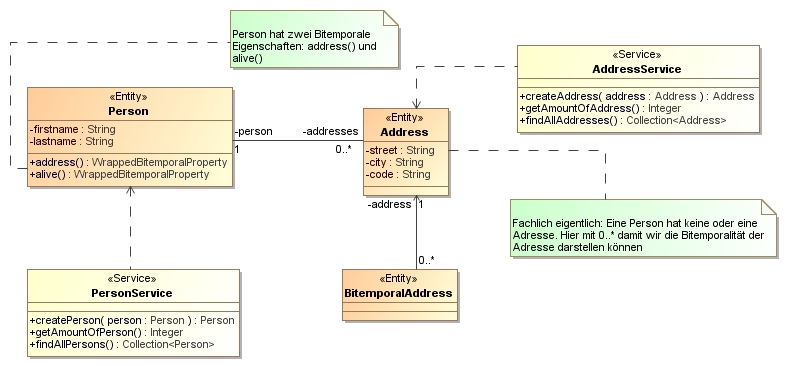 Person hat zwei Bitemporale
Eigenschaften: address() und
alive()
«Service»
AddressService
+createAddress( address : Address ) : Address
+getAmountOfAddress() : Integer
+findAllAddresses() : Collection<Address>
«Entity»
Person
-firstname : String
-lastname : String
+address() : WrappedBitemporalProperty
+alive() : WrappedBitemporalProperty
-person
-addresses
1
0..*
«Entity»
Address
-street : String
-city : String
-code : String
-address
1
Fachlich eigentlich: Eine Person hat keine oder eine
Adresse. Hier mit 0..* damit wir die Bitemporalität der
Adresse darstellen können
0..*
«Service»
PersonService
+createPerson( person : Person ) : Person
+getAmountOfPerson() : Integer
+findAllPersons() : Collection<Person>
«Entity»
BitemporalAddress